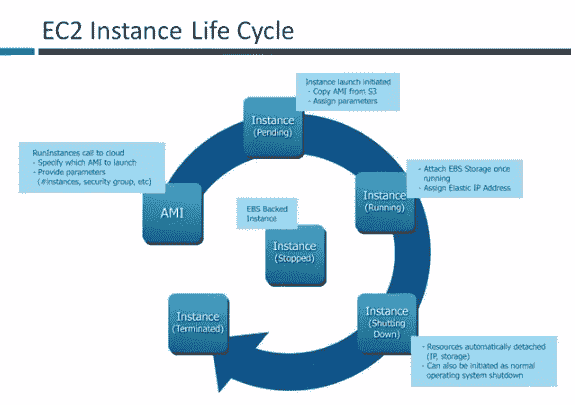 EC2 Instance Life Cycle
Instance launch initiated
- Copy AMI from S3
- Assign parameters
Instance
(Pending)
RunInstances call to cloud
- Specify which AMI to launch
- Provide parameters
(#instances, security group, etc)
AMI
- Attach EBS Storage once
running
- Assign Elastic IP Address
Instance
(Running)
EBS Backed
Instance
Instance
(Stopped)
Instance
(Terminated)
Instance
(Shutting
Down)
- Resources automatically detached
(IP, storage)
- Can also be initiated as normal
operating system shutdown